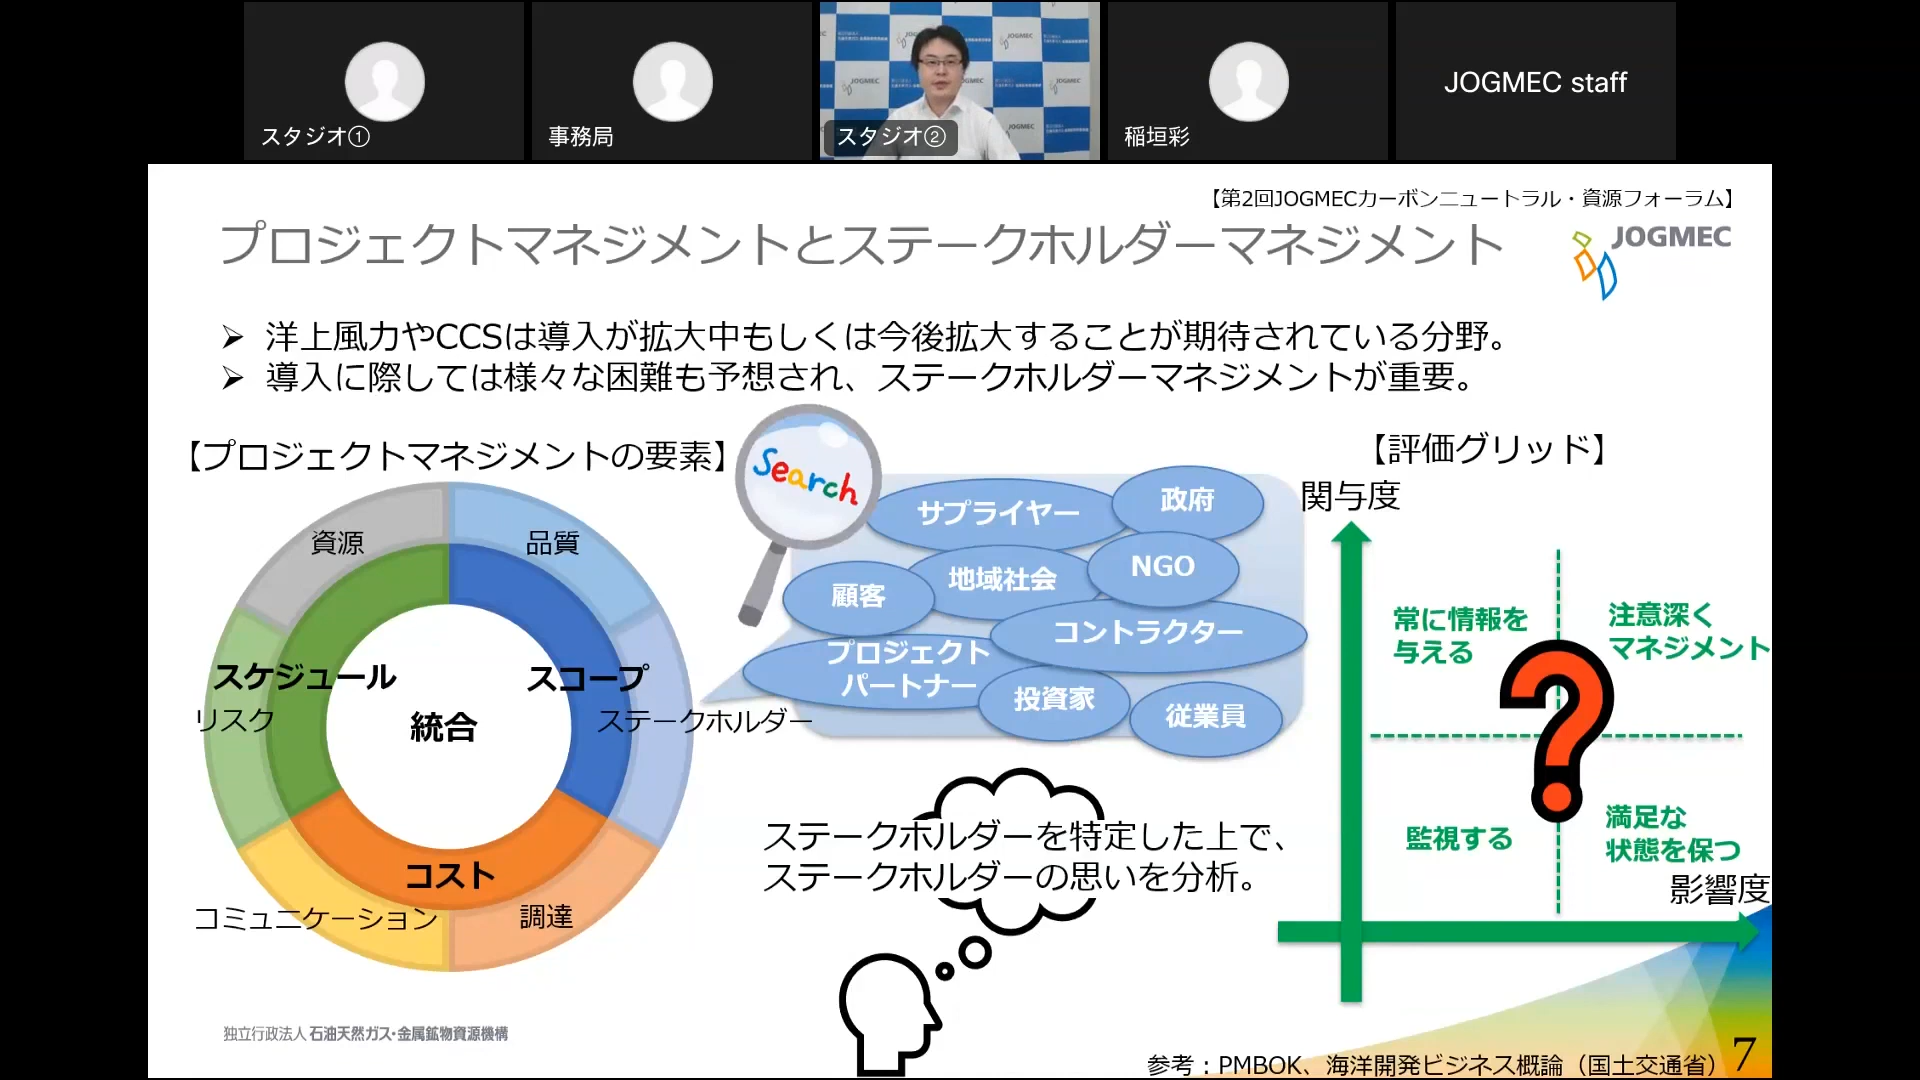 スタジオ①
事務局
スタジオ②
稲垣彩
JOGMEC staff
【第2回JOGMECカーボンニュートラル・資源フォーラム】
プロジェクトマネジメントとステークホルダーマネジメント
JOGMEC
➢ 洋上風力やCCSは導入が拡大中もしくは今後拡大することが期待されている分野。
➢ 導入に際しては様々な困難も予想され、ステークホルダーマネジメントが重要。
【プロジェクトマネジメントの要素】
資源
品質
スケジュール
スコープ
リスク
統合
ステークホルダー
コスト
コミュニケーション
調達
Search
サプライヤー
政府
地域社会
NGO
顧客
コントラクター
プロジェクト
パートナー
投資家
従業員
ステークホルダーを特定した上で、
ステークホルダーの思いを分析。
【評価グリッド】
関与度
常に情報を
与える
注意深く
マネジメント
?
監視する
満足な
状態を保つ
影響度
独立行政法人 石油天然ガス・金属鉱物資源機構
参考：PMBOK、海洋開発ビジネス概論（国土交通省）
7